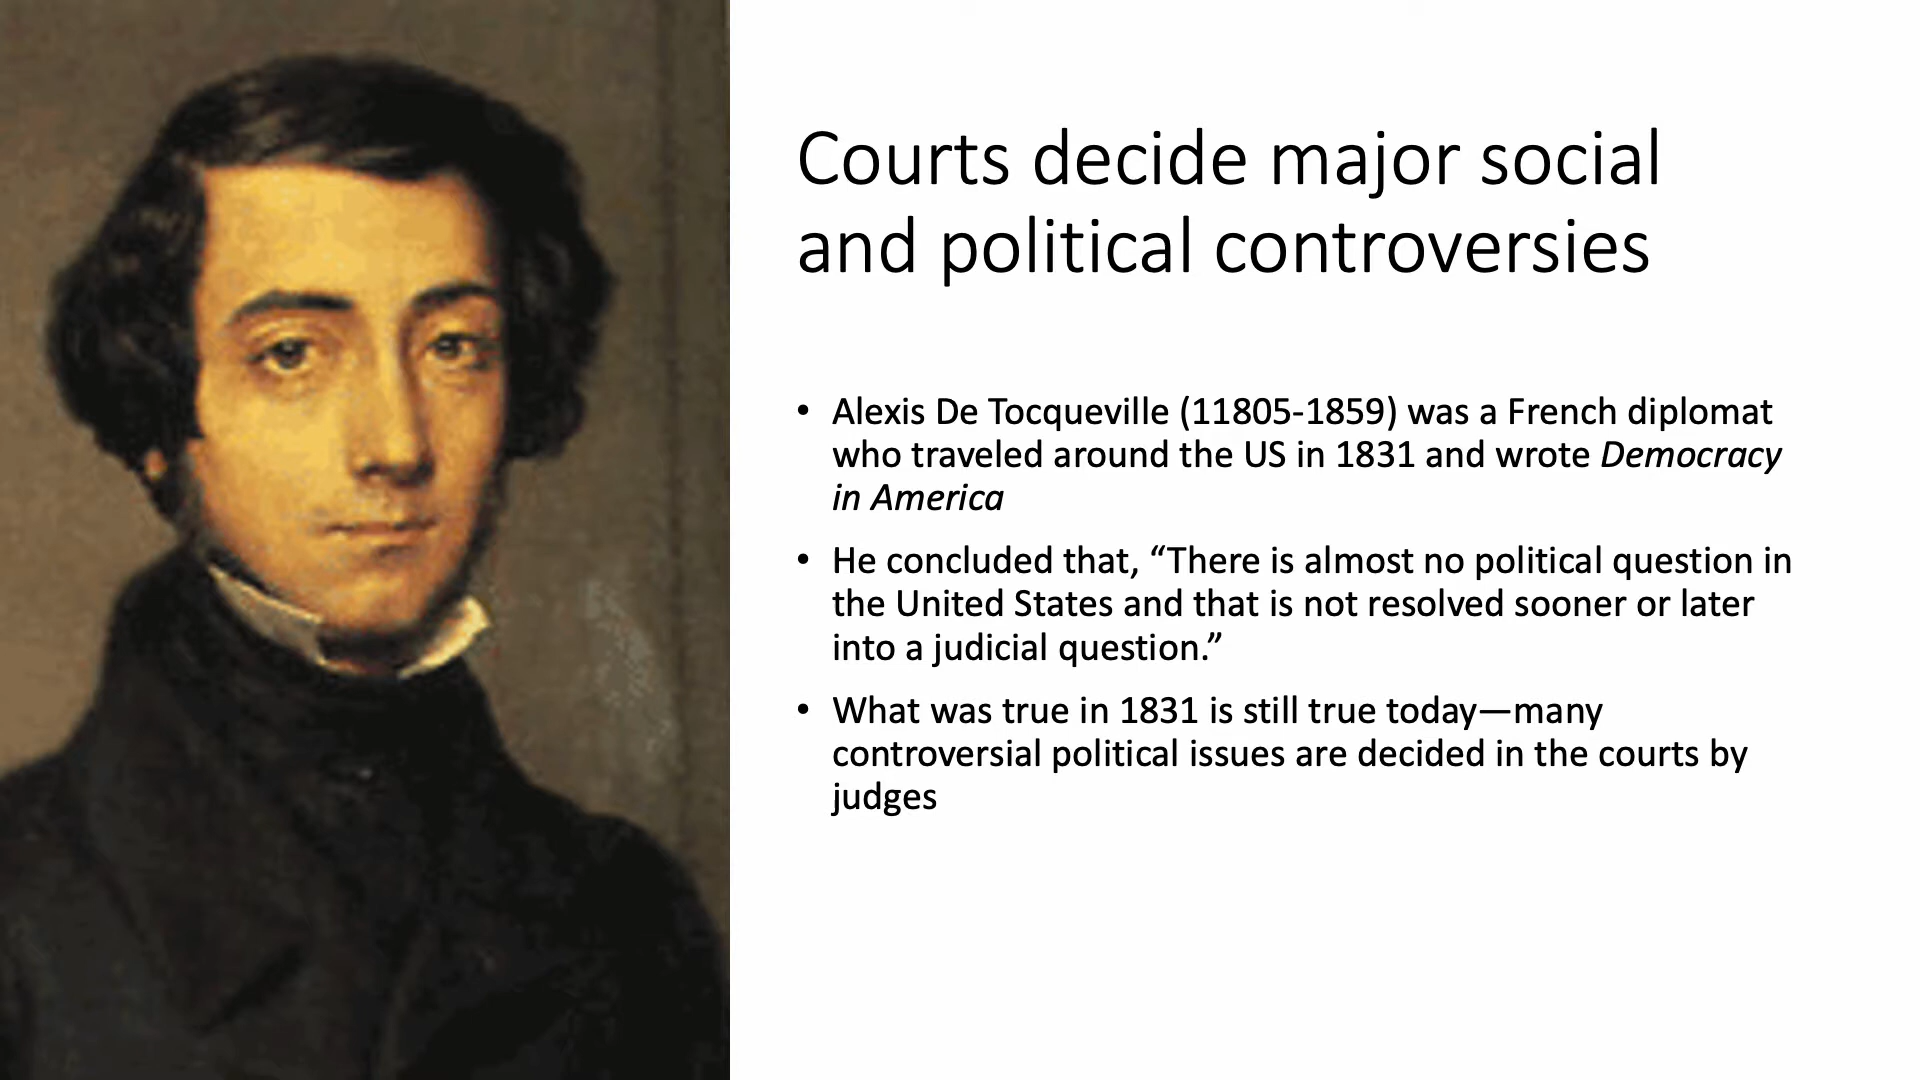 Courts decide major social
and political controversies
• Alexis De Tocqueville (11805-1859) was a French diplomat
who traveled around the US in 1831 and wrote Democracy
in America
• He concluded that, “There is almost no political question in
the United States and that is not resolved sooner or later
into a judicial question.”
• What was true in 1831 is still true today—many
controversial political issues are decided in the courts by
judges